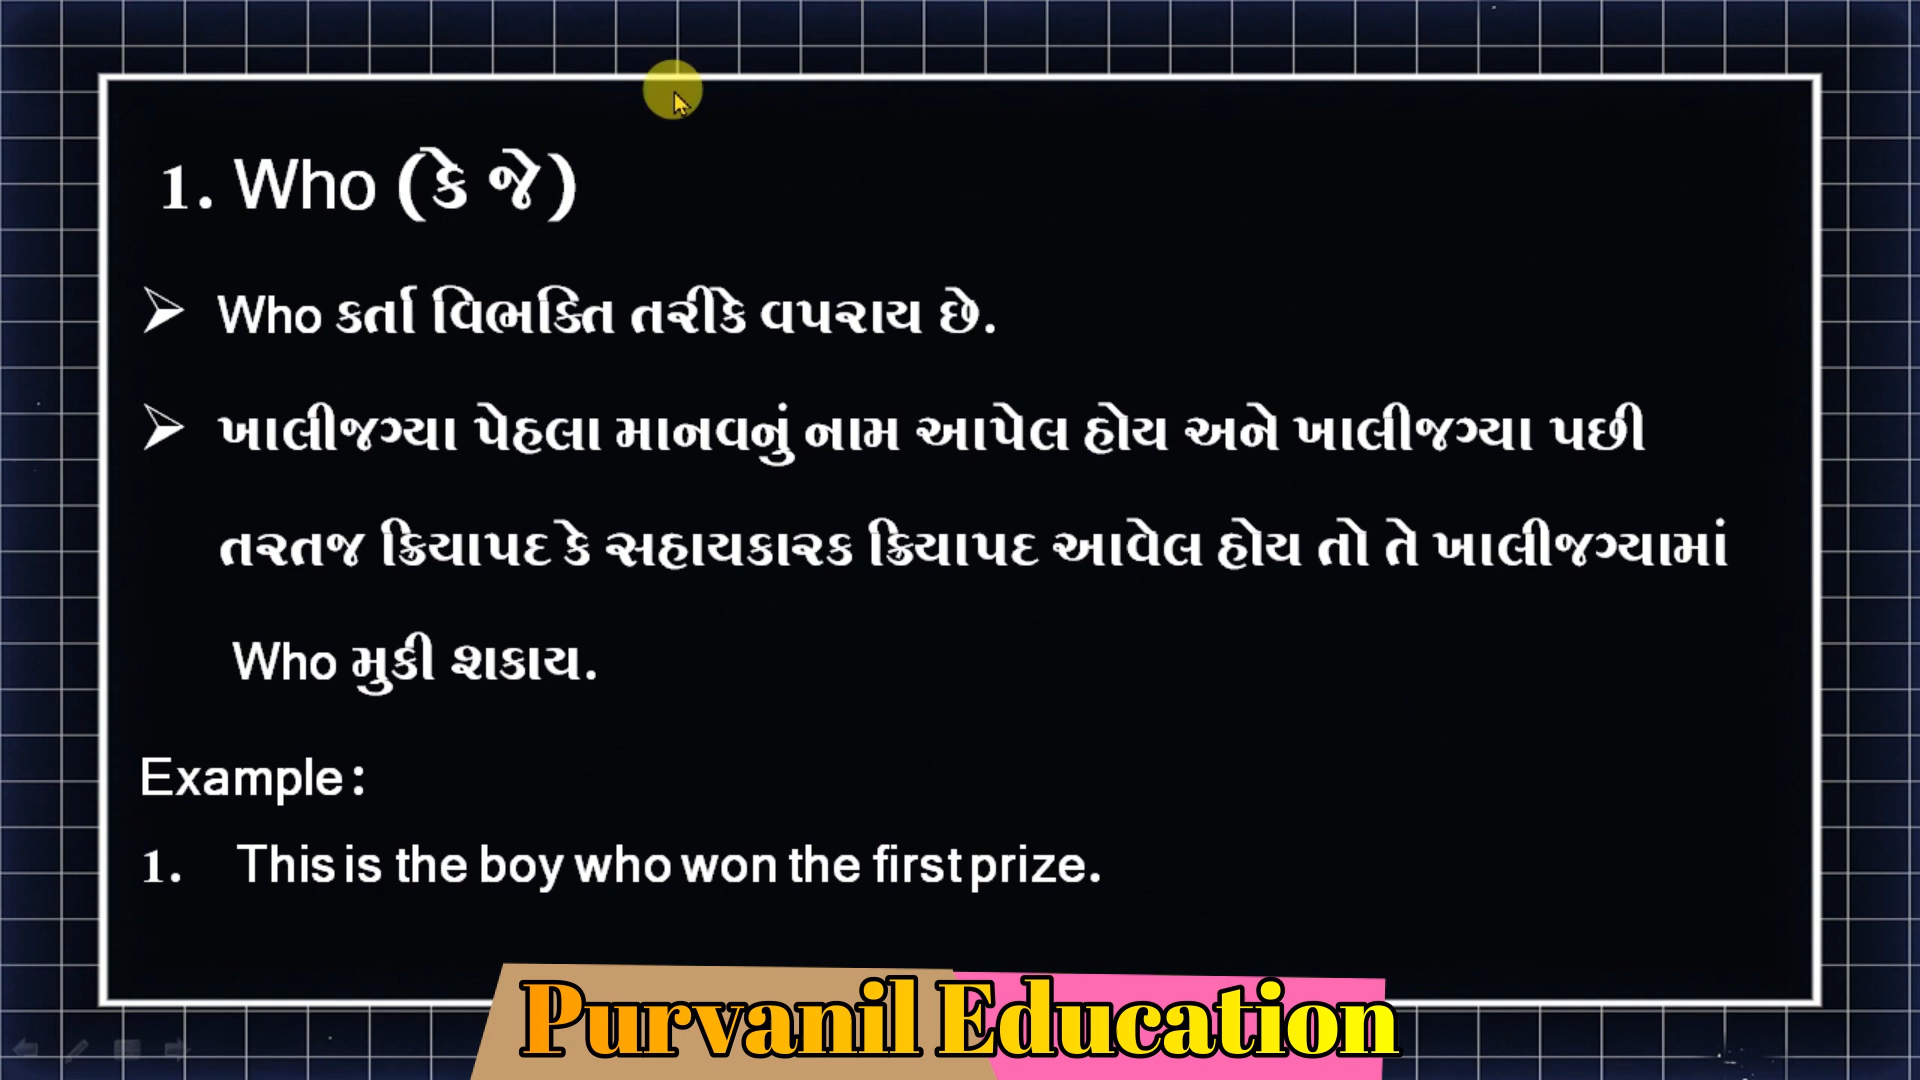 1. Who (કે જે)
➢ Who કર્તા વિભક્તિ તરીકે વપરાય છે.
➢ ખાલીજગ્યા પેહલા માનવનું નામ આપેલ હોય અને ખાલીજગ્યા પછી
તરતજ ક્રિયાપદ કે સહાયકારક ક્રિયાપદ આવેલ હોય તો તે ખાલીજગ્યામાં
Who મુકી શકાય.
Example:
1. This is the boy who won the first prize.
Purvanil Education